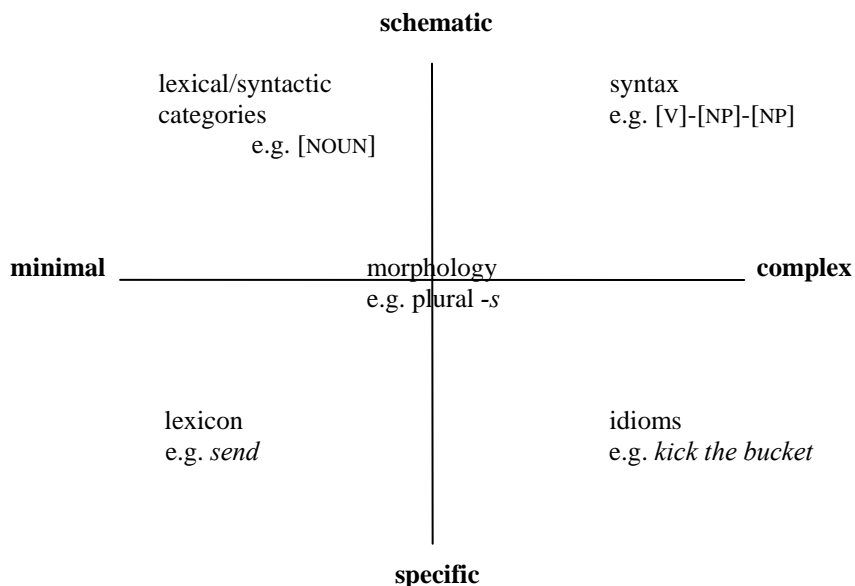 schematic
lexical/syntactic
categories
e.g. [NOUN]
syntax
e.g. [V]-[NP]-[NP]
minimal
morphology
e.g. plural -s
complex
lexicon
e.g. send
idioms
e.g. kick the bucket
specific